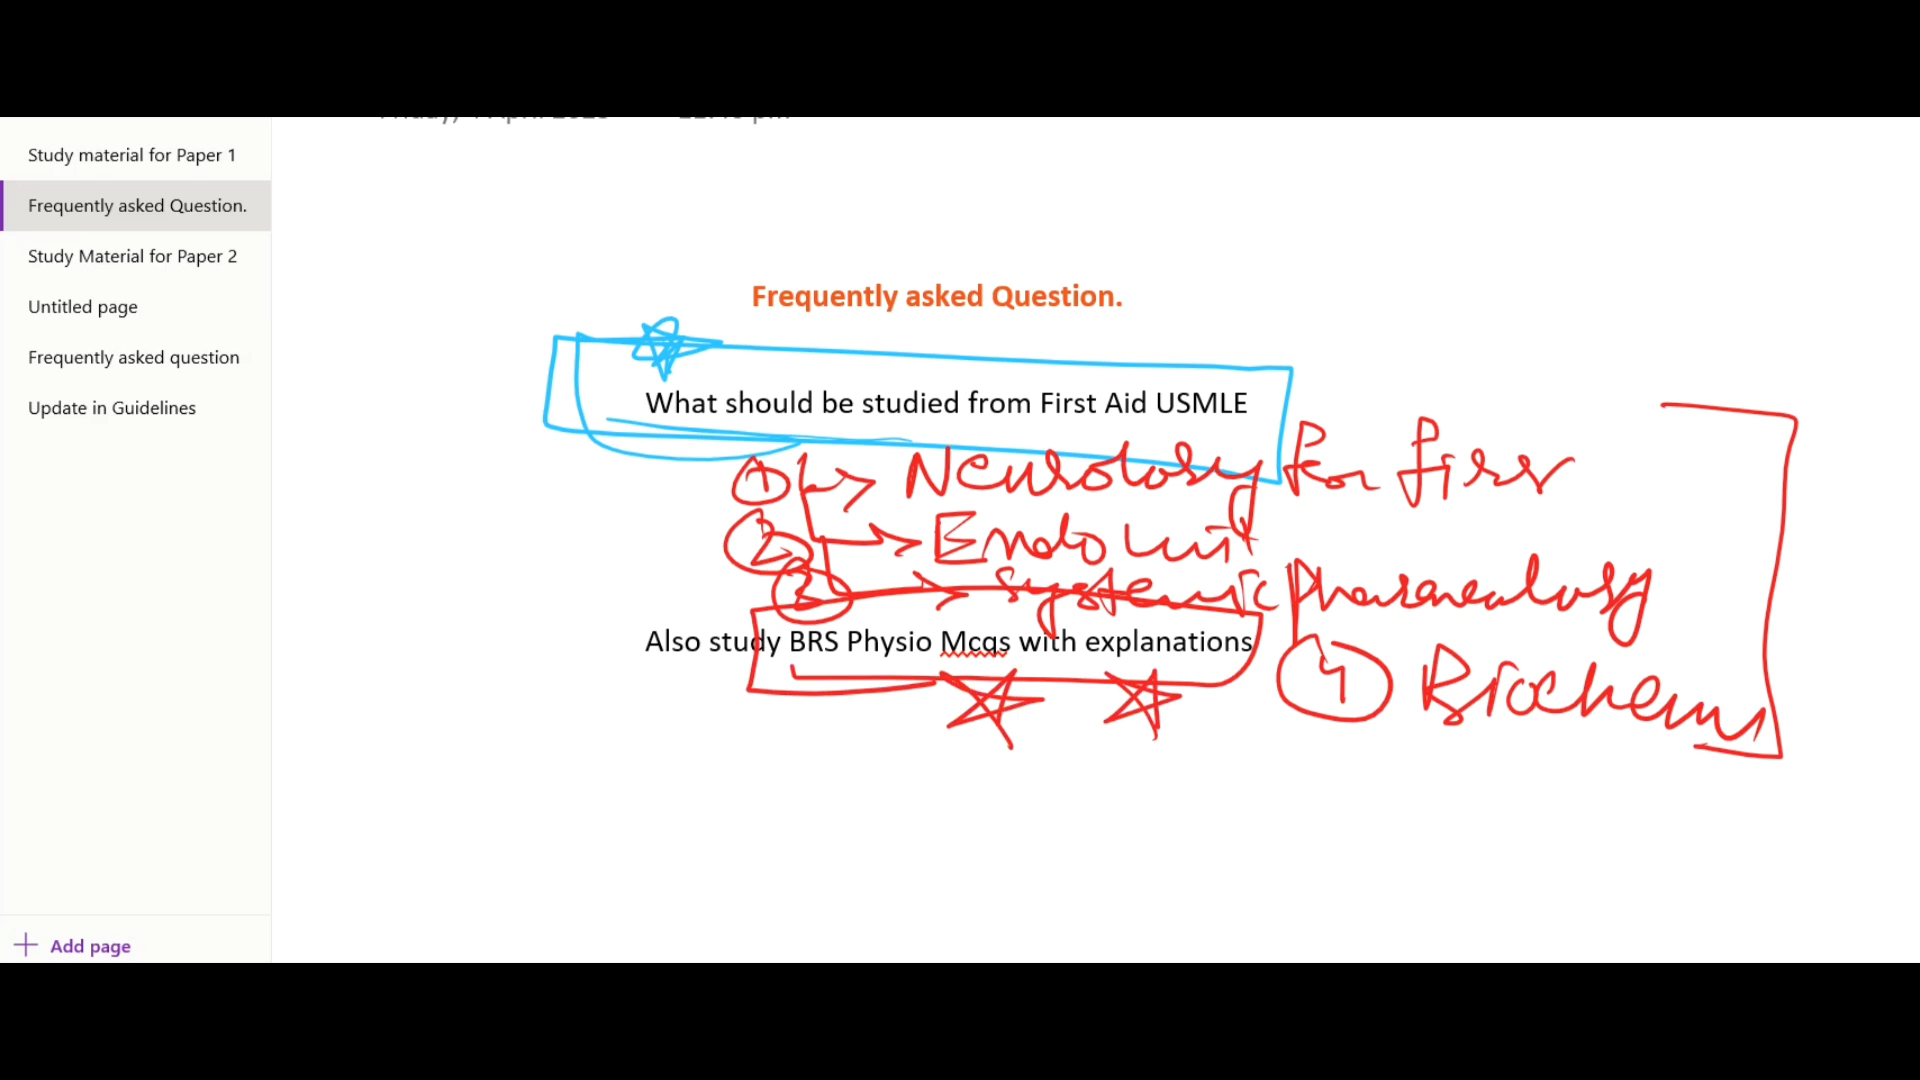 Study material for Paper 1
Frequently asked Question.
Study Material for Paper 2
Untitled page
Frequently asked question
Update in Guidelines
Add page
Frequently asked Question.
What should be studied from First Aid USMLE
1 Neurology for first
2 Endo unit
3 systemic pharmacology
Also study BRS Physio Mcqs with explanations
4 Biochem